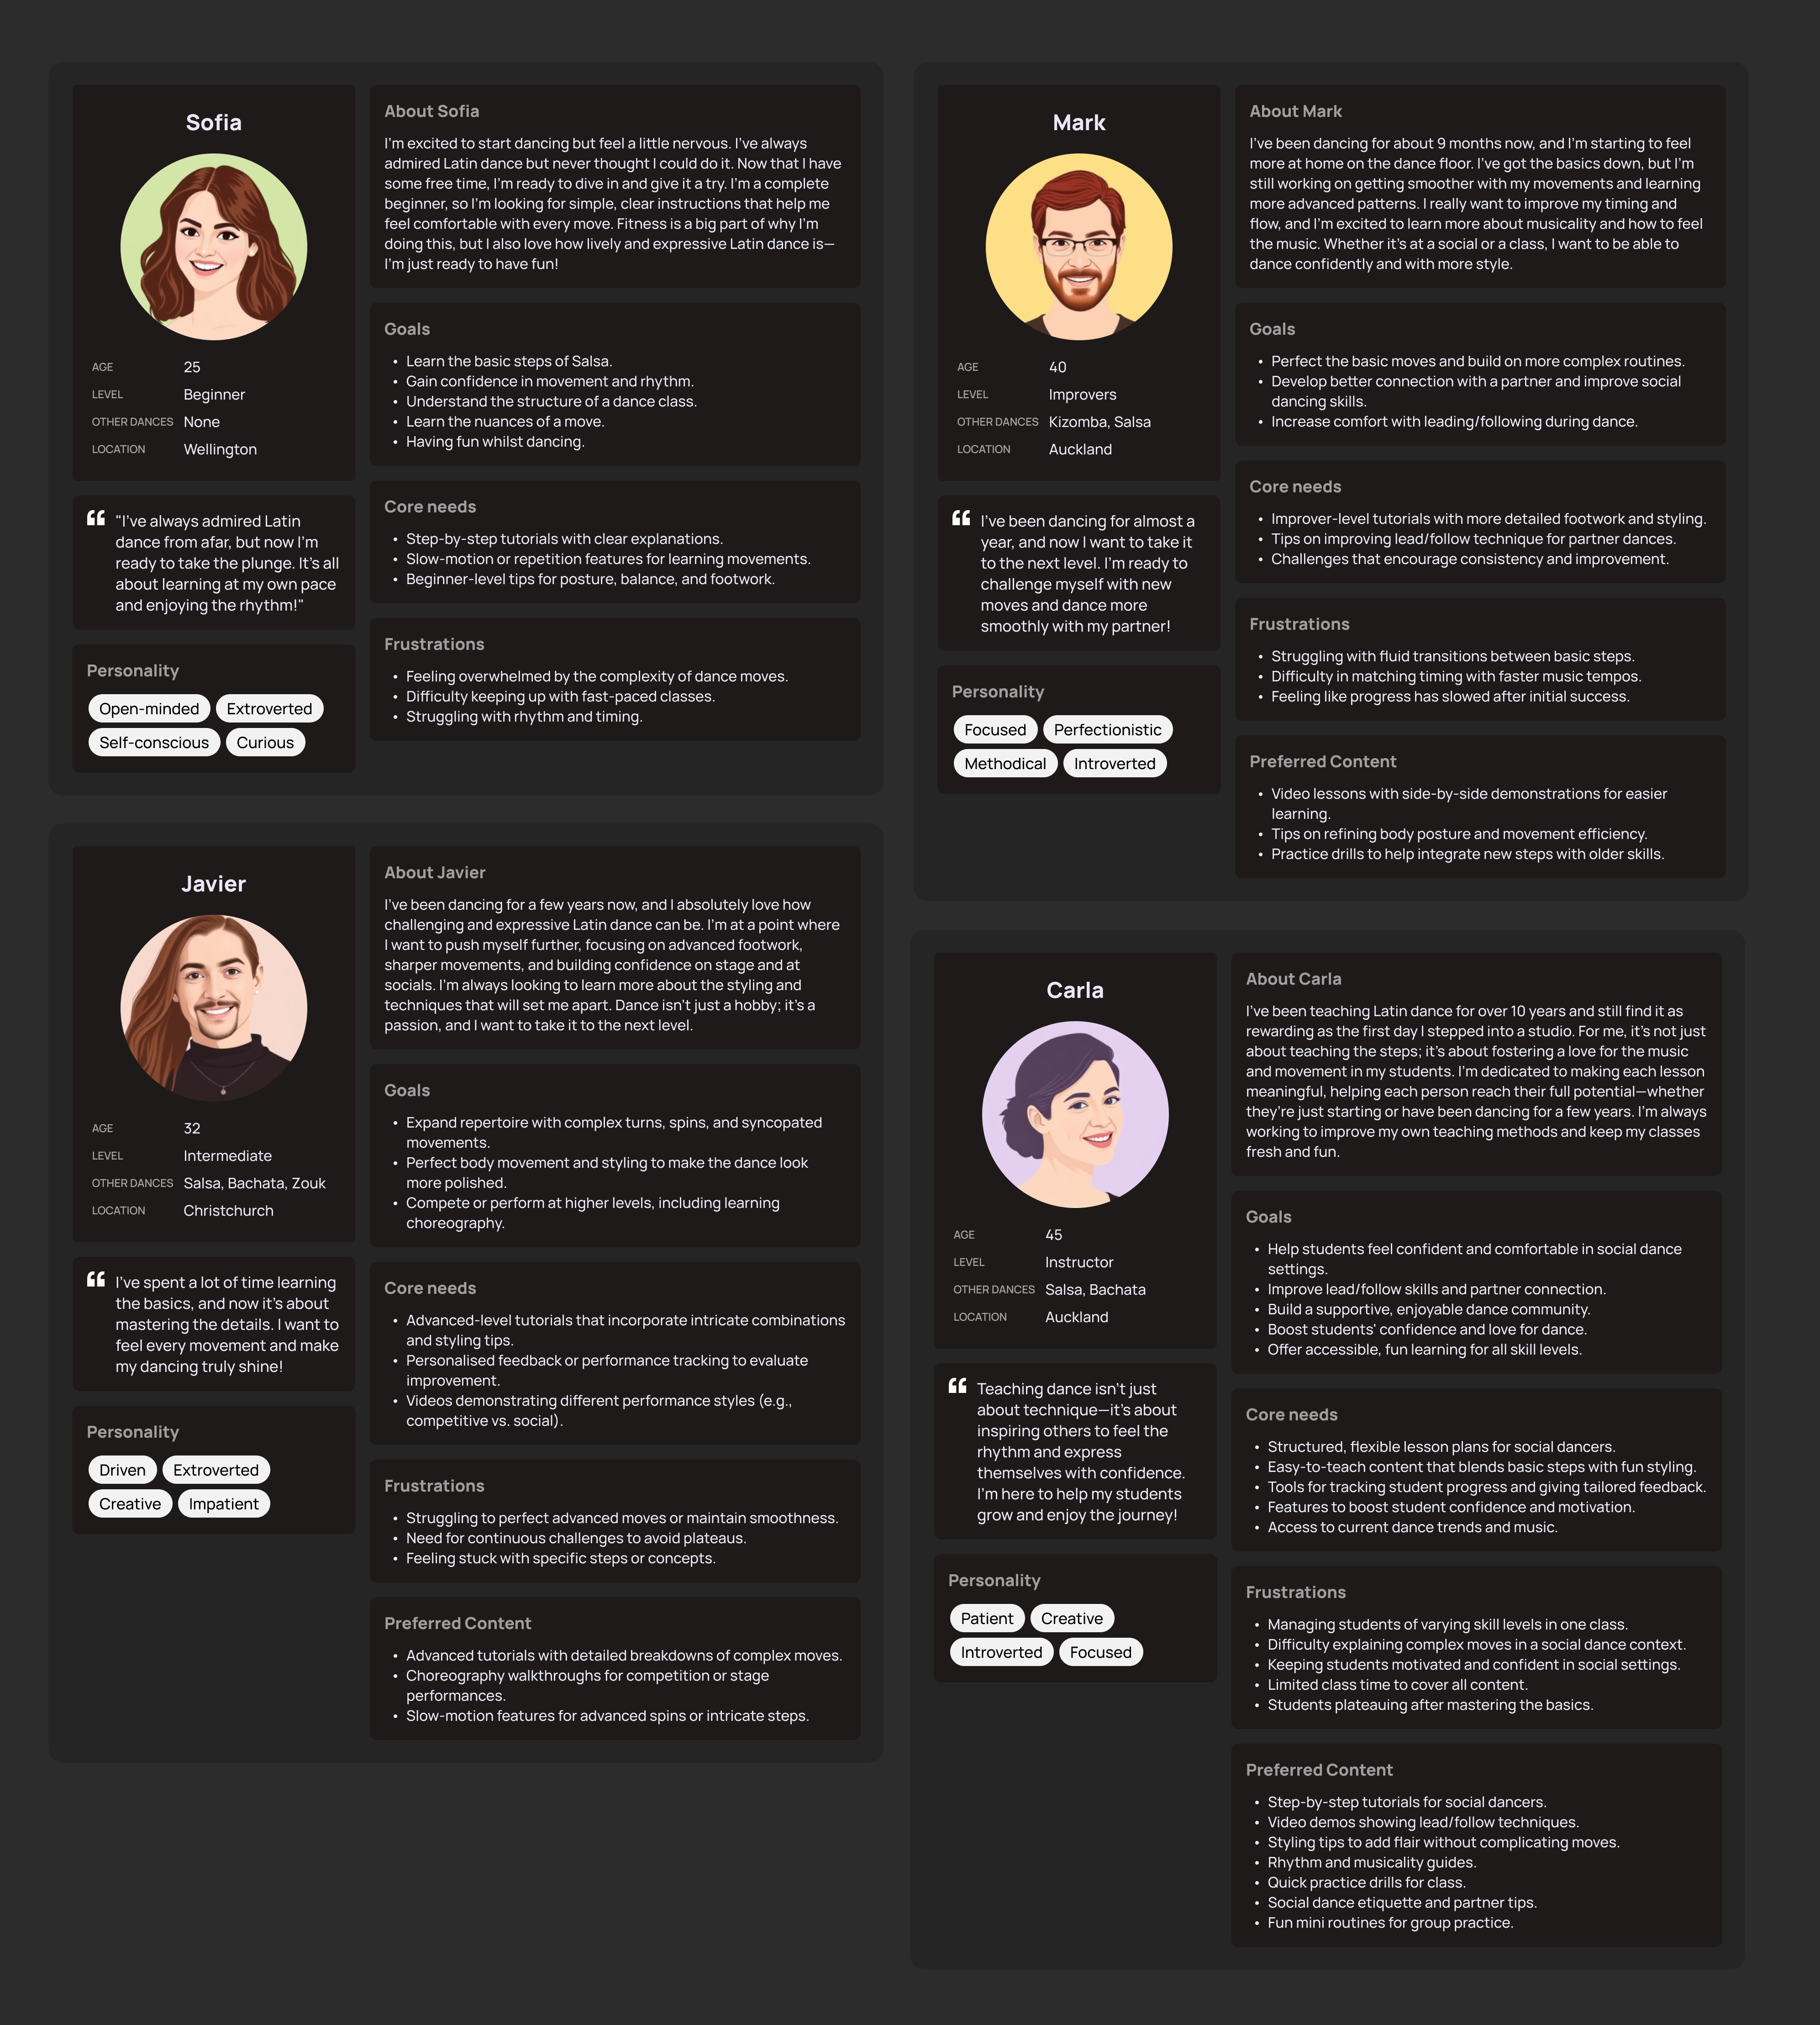 Sofia
AGE 25
LEVEL Beginner
OTHER DANCES None
LOCATION Wellington
"I've always admired Latin
dance from afar, but now I'm
ready to take the plunge. It's all
about learning at my own pace
and enjoying the rhythm!"
Personality
Open-minded Extroverted
Self-conscious Curious
About Sofia
I'm excited to start dancing but feel a little nervous. I've always
admired Latin dance but never thought I could do it. Now that I have
some free time, I'm ready to dive in and give it a try. I'm a complete
beginner, so I'm looking for simple, clear instructions that help me
feel comfortable with every move. Fitness is a big part of why I'm
doing this, but I also love how lively and expressive Latin dance is—
I'm just ready to have fun!
Goals
• Learn the basic steps of Salsa.
• Gain confidence in movement and rhythm.
• Understand the structure of a dance class.
• Learn the nuances of a move.
• Having fun whilst dancing.
Core needs
• Step-by-step tutorials with clear explanations.
• Slow-motion or repetition features for learning movements.
• Beginner-level tips for posture, balance, and footwork.
Frustrations
• Feeling overwhelmed by the complexity of dance moves.
• Difficulty keeping up with fast-paced classes.
• Struggling with rhythm and timing.
Mark
AGE 40
LEVEL Improvers
OTHER DANCES Kizomba, Salsa
LOCATION Auckland
I've been dancing for almost a
year, and now I want to take it
to the next level. I'm ready to
challenge myself with new
moves and dance more
smoothly with my partner!
Personality
Focused Perfectionistic
Methodical Introverted
About Mark
I've been dancing for about 9 months now, and I'm starting to feel
more at home on the dance floor. I've got the basics down, but I'm
still working on getting smoother with my movements and learning
more advanced patterns. I really want to improve my timing and
flow, and I'm excited to learn more about musicality and how to feel
the music. Whether it's at a social or a class, I want to be able to
dance confidently and with more style.
Goals
• Perfect the basic moves and build on more complex routines.
• Develop better connection with a partner and improve social
dancing skills.
• Increase comfort with leading/following during dance.
Core needs
• Improver-level tutorials with more detailed footwork and styling.
• Tips on improving lead/follow technique for partner dances.
• Challenges that encourage consistency and improvement.
Frustrations
• Struggling with fluid transitions between basic steps.
• Difficulty in matching timing with faster music tempos.
• Feeling like progress has slowed after initial success.
Preferred Content
• Video lessons with side-by-side demonstrations for easier
learning.
• Tips on refining body posture and movement efficiency.
• Practice drills to help integrate new steps with older skills.
Javier
AGE 32
LEVEL Intermediate
OTHER DANCES Salsa, Bachata, Zouk
LOCATION Christchurch
I've spent a lot of time learning
the basics, and now it's about
mastering the details. I want to
feel every movement and make
my dancing truly shine!
Personality
Driven Extroverted
Creative Impatient
About Javier
I've been dancing for a few years now, and I absolutely love how
challenging and expressive Latin dance can be. I'm at a point where
I want to push myself further, focusing on advanced footwork,
sharper movements, and building confidence on stage and at
socials. I'm always looking to learn more about the styling and
techniques that will set me apart. Dance isn't just a hobby; it's a
passion, and I want to take it to the next level.
Goals
• Expand repertoire with complex turns, spins, and syncopated
movements.
• Perfect body movement and styling to make the dance look
more polished.
• Compete or perform at higher levels, including learning
choreography.
Core needs
• Advanced-level tutorials that incorporate intricate combinations
and styling tips.
• Personalised feedback or performance tracking to evaluate
improvement.
• Videos demonstrating different performance styles (e.g.,
competitive vs. social).
Frustrations
• Struggling to perfect advanced moves or maintain smoothness.
• Need for continuous challenges to avoid plateaus.
• Feeling stuck with specific steps or concepts.
Preferred Content
• Advanced tutorials with detailed breakdowns of complex moves.
• Choreography walkthroughs for competition or stage
performances.
• Slow-motion features for advanced spins or intricate steps.
Carla
AGE 45
LEVEL Instructor
OTHER DANCES Salsa, Bachata
LOCATION Auckland
Teaching dance isn't just
about technique—it's about
inspiring others to feel the
rhythm and express
themselves with confidence.
I'm here to help my students
grow and enjoy the journey!
Personality
Patient Creative
Introverted Focused
About Carla
I've been teaching Latin dance for over 10 years and still find it as
rewarding as the first day I stepped into a studio. For me, it's not just
about teaching the steps; it's about fostering a love for the music
and movement in my students. I'm dedicated to making each lesson
meaningful, helping each person reach their full potential—whether
they're just starting or have been dancing for a few years. I'm always
working to improve my own teaching methods and keep my classes
fresh and fun.
Goals
• Help students feel confident and comfortable in social dance
settings.
• Improve lead/follow skills and partner connection.
• Build a supportive, enjoyable dance community.
• Boost students' confidence and love for dance.
• Offer accessible, fun learning for all skill levels.
Core needs
• Structured, flexible lesson plans for social dancers.
• Easy-to-teach content that blends basic steps with fun styling.
• Tools for tracking student progress and giving tailored feedback.
• Features to boost student confidence and motivation.
• Access to current dance trends and music.
Frustrations
• Managing students of varying skill levels in one class.
• Difficulty explaining complex moves in a social dance context.
• Keeping students motivated and confident in social settings.
• Limited class time to cover all content.
• Students plateauing after mastering the basics.
Preferred Content
• Step-by-step tutorials for social dancers.
• Video demos showing lead/follow techniques.
• Styling tips to add flair without complicating moves.
• Rhythm and musicality guides.
• Quick practice drills for class.
• Social dance etiquette and partner tips.
• Fun mini routines for group practice.